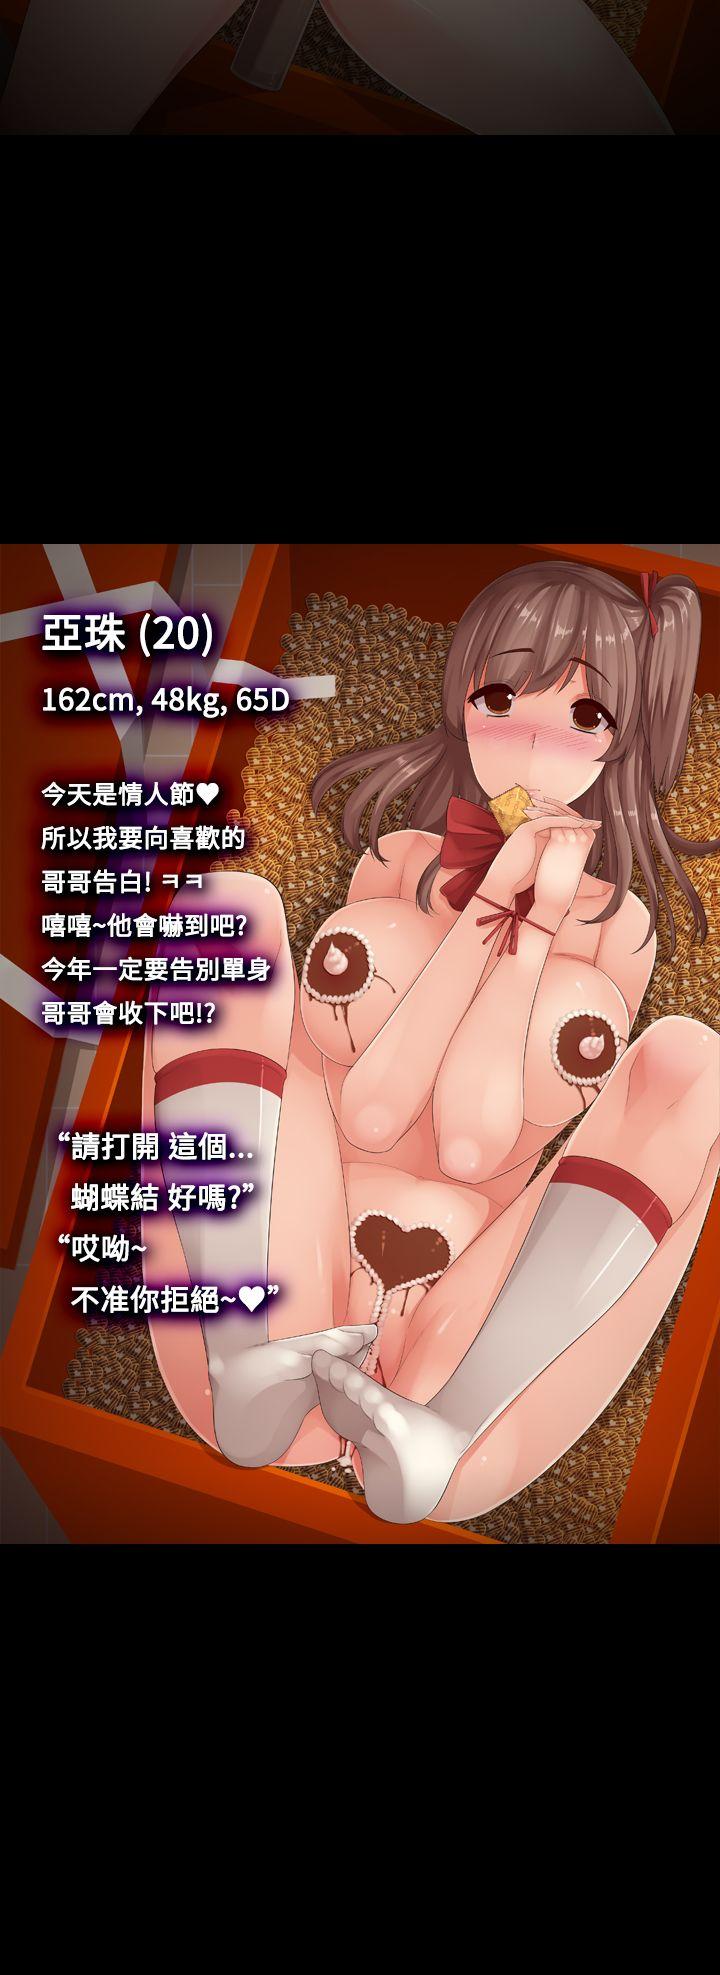 亞珠 (20)
162cm, 48kg, 65D
今天是情人節♥
所以我要向喜歡的
哥哥告白! ㅋㅋ
嘻嘻~他會嚇到吧?
今年一定要告別單身
哥哥會收下吧!?
“請打開 這個...
蝴蝶結 好嗎?”
“哎呦~
不准你拒絕~♥”